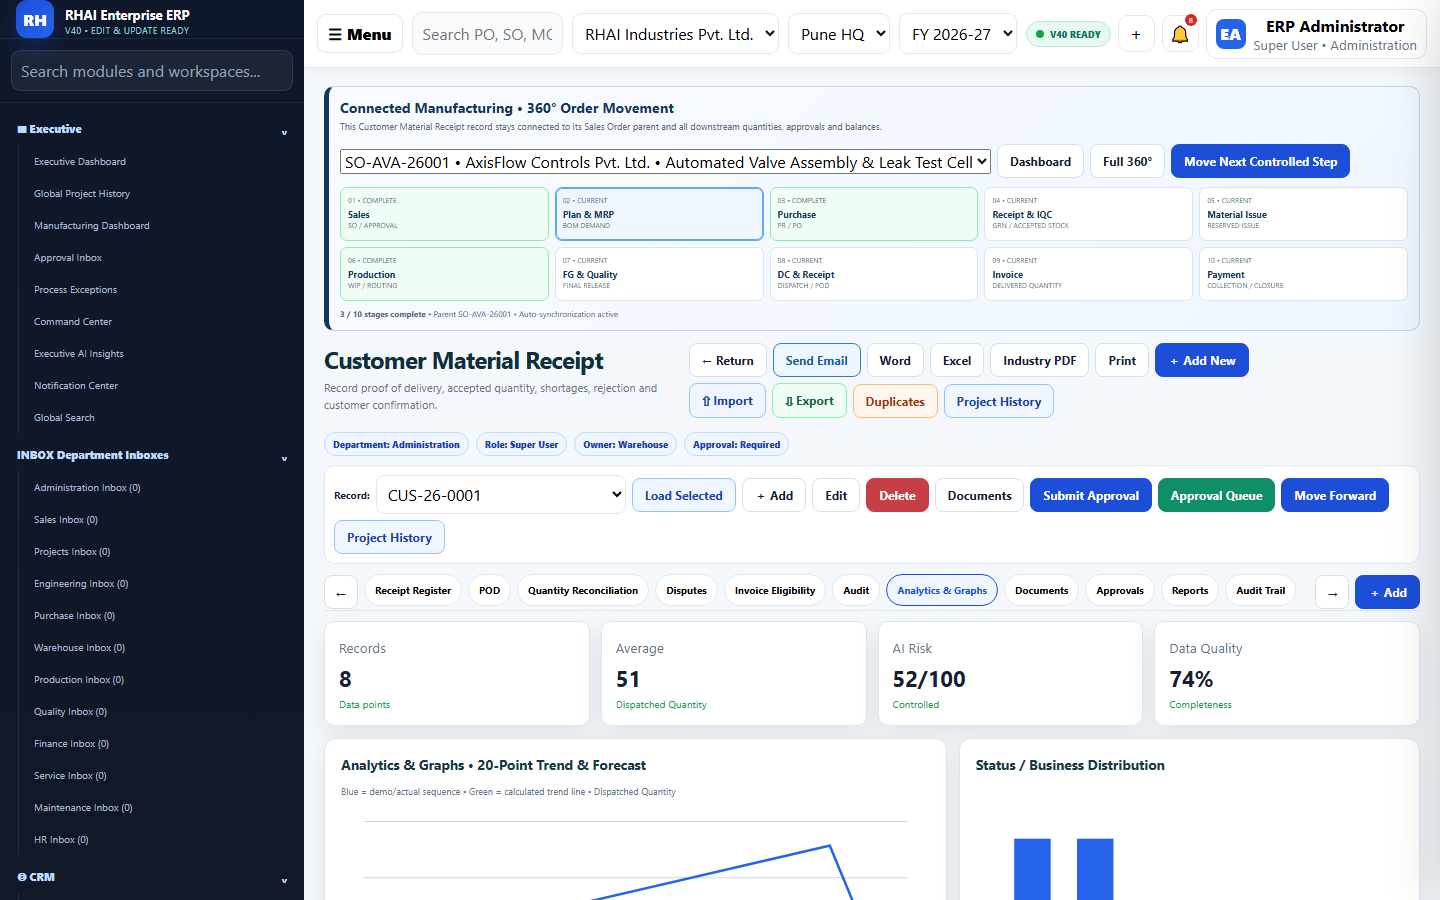 RH
RHAI Enterprise ERP
V40 • EDIT & UPDATE READY
Search modules and workspaces...
Executive
Executive Dashboard
Global Project History
Manufacturing Dashboard
Approval Inbox
Process Exceptions
Command Center
Executive AI Insights
Notification Center
Global Search
INBOX Department Inboxes
Administration Inbox (0)
Sales Inbox (0)
Projects Inbox (0)
Engineering Inbox (0)
Purchase Inbox (0)
Warehouse Inbox (0)
Production Inbox (0)
Quality Inbox (0)
Finance Inbox (0)
Service Inbox (0)
Maintenance Inbox (0)
HR Inbox (0)
CRM
☰ Menu
Search PO, SO, MC
RHAI Industries Pvt. Ltd.
Pune HQ
FY 2026-27
V40 READY
+
8
EA
ERP Administrator
Super User • Administration
Connected Manufacturing • 360° Order Movement
This Customer Material Receipt record stays connected to its Sales Order parent and all downstream quantities, approvals and balances.
SO-AVA-26001 • AxisFlow Controls Pvt. Ltd. • Automated Valve Assembly & Leak Test Cell
Dashboard
Full 360°
Move Next Controlled Step
01 • COMPLETE
Sales
SO / APPROVAL
02 • CURRENT
Plan & MRP
BOM DEMAND
03 • COMPLETE
Purchase
PR / PO
04 • CURRENT
Receipt & IQC
GRN / ACCEPTED STOCK
05 • CURRENT
Material Issue
RESERVED ISSUE
06 • COMPLETE
Production
WIP / ROUTING
07 • CURRENT
FG & Quality
FINAL RELEASE
08 • CURRENT
DC & Receipt
DISPATCH / POD
09 • CURRENT
Invoice
DELIVERED QUANTITY
10 • CURRENT
Payment
COLLECTION / CLOSURE
3 / 10 stages complete • Parent SO-AVA-26001 • Auto-synchronization active
Customer Material Receipt
Record proof of delivery, accepted quantity, shortages, rejection and
customer confirmation.
← Return
Send Email
Word
Excel
Industry PDF
Print
+ Add New
⇧ Import
⇩ Export
Duplicates
Project History
Department: Administration
Role: Super User
Owner: Warehouse
Approval: Required
Record:
CUS-26-0001
Load Selected
+ Add
Edit
Delete
Documents
Submit Approval
Approval Queue
Move Forward
Project History
←
Receipt Register
POD
Quantity Reconciliation
Disputes
Invoice Eligibility
Audit
Analytics & Graphs
Documents
Approvals
Reports
Audit Trail
→
+ Add
Records
8
Data points
Average
51
Dispatched Quantity
AI Risk
52/100
Controlled
Data Quality
74%
Completeness
Analytics & Graphs • 20-Point Trend & Forecast
Blue = demo/actual sequence • Green = calculated trend line • Dispatched Quantity
Status / Business Distribution